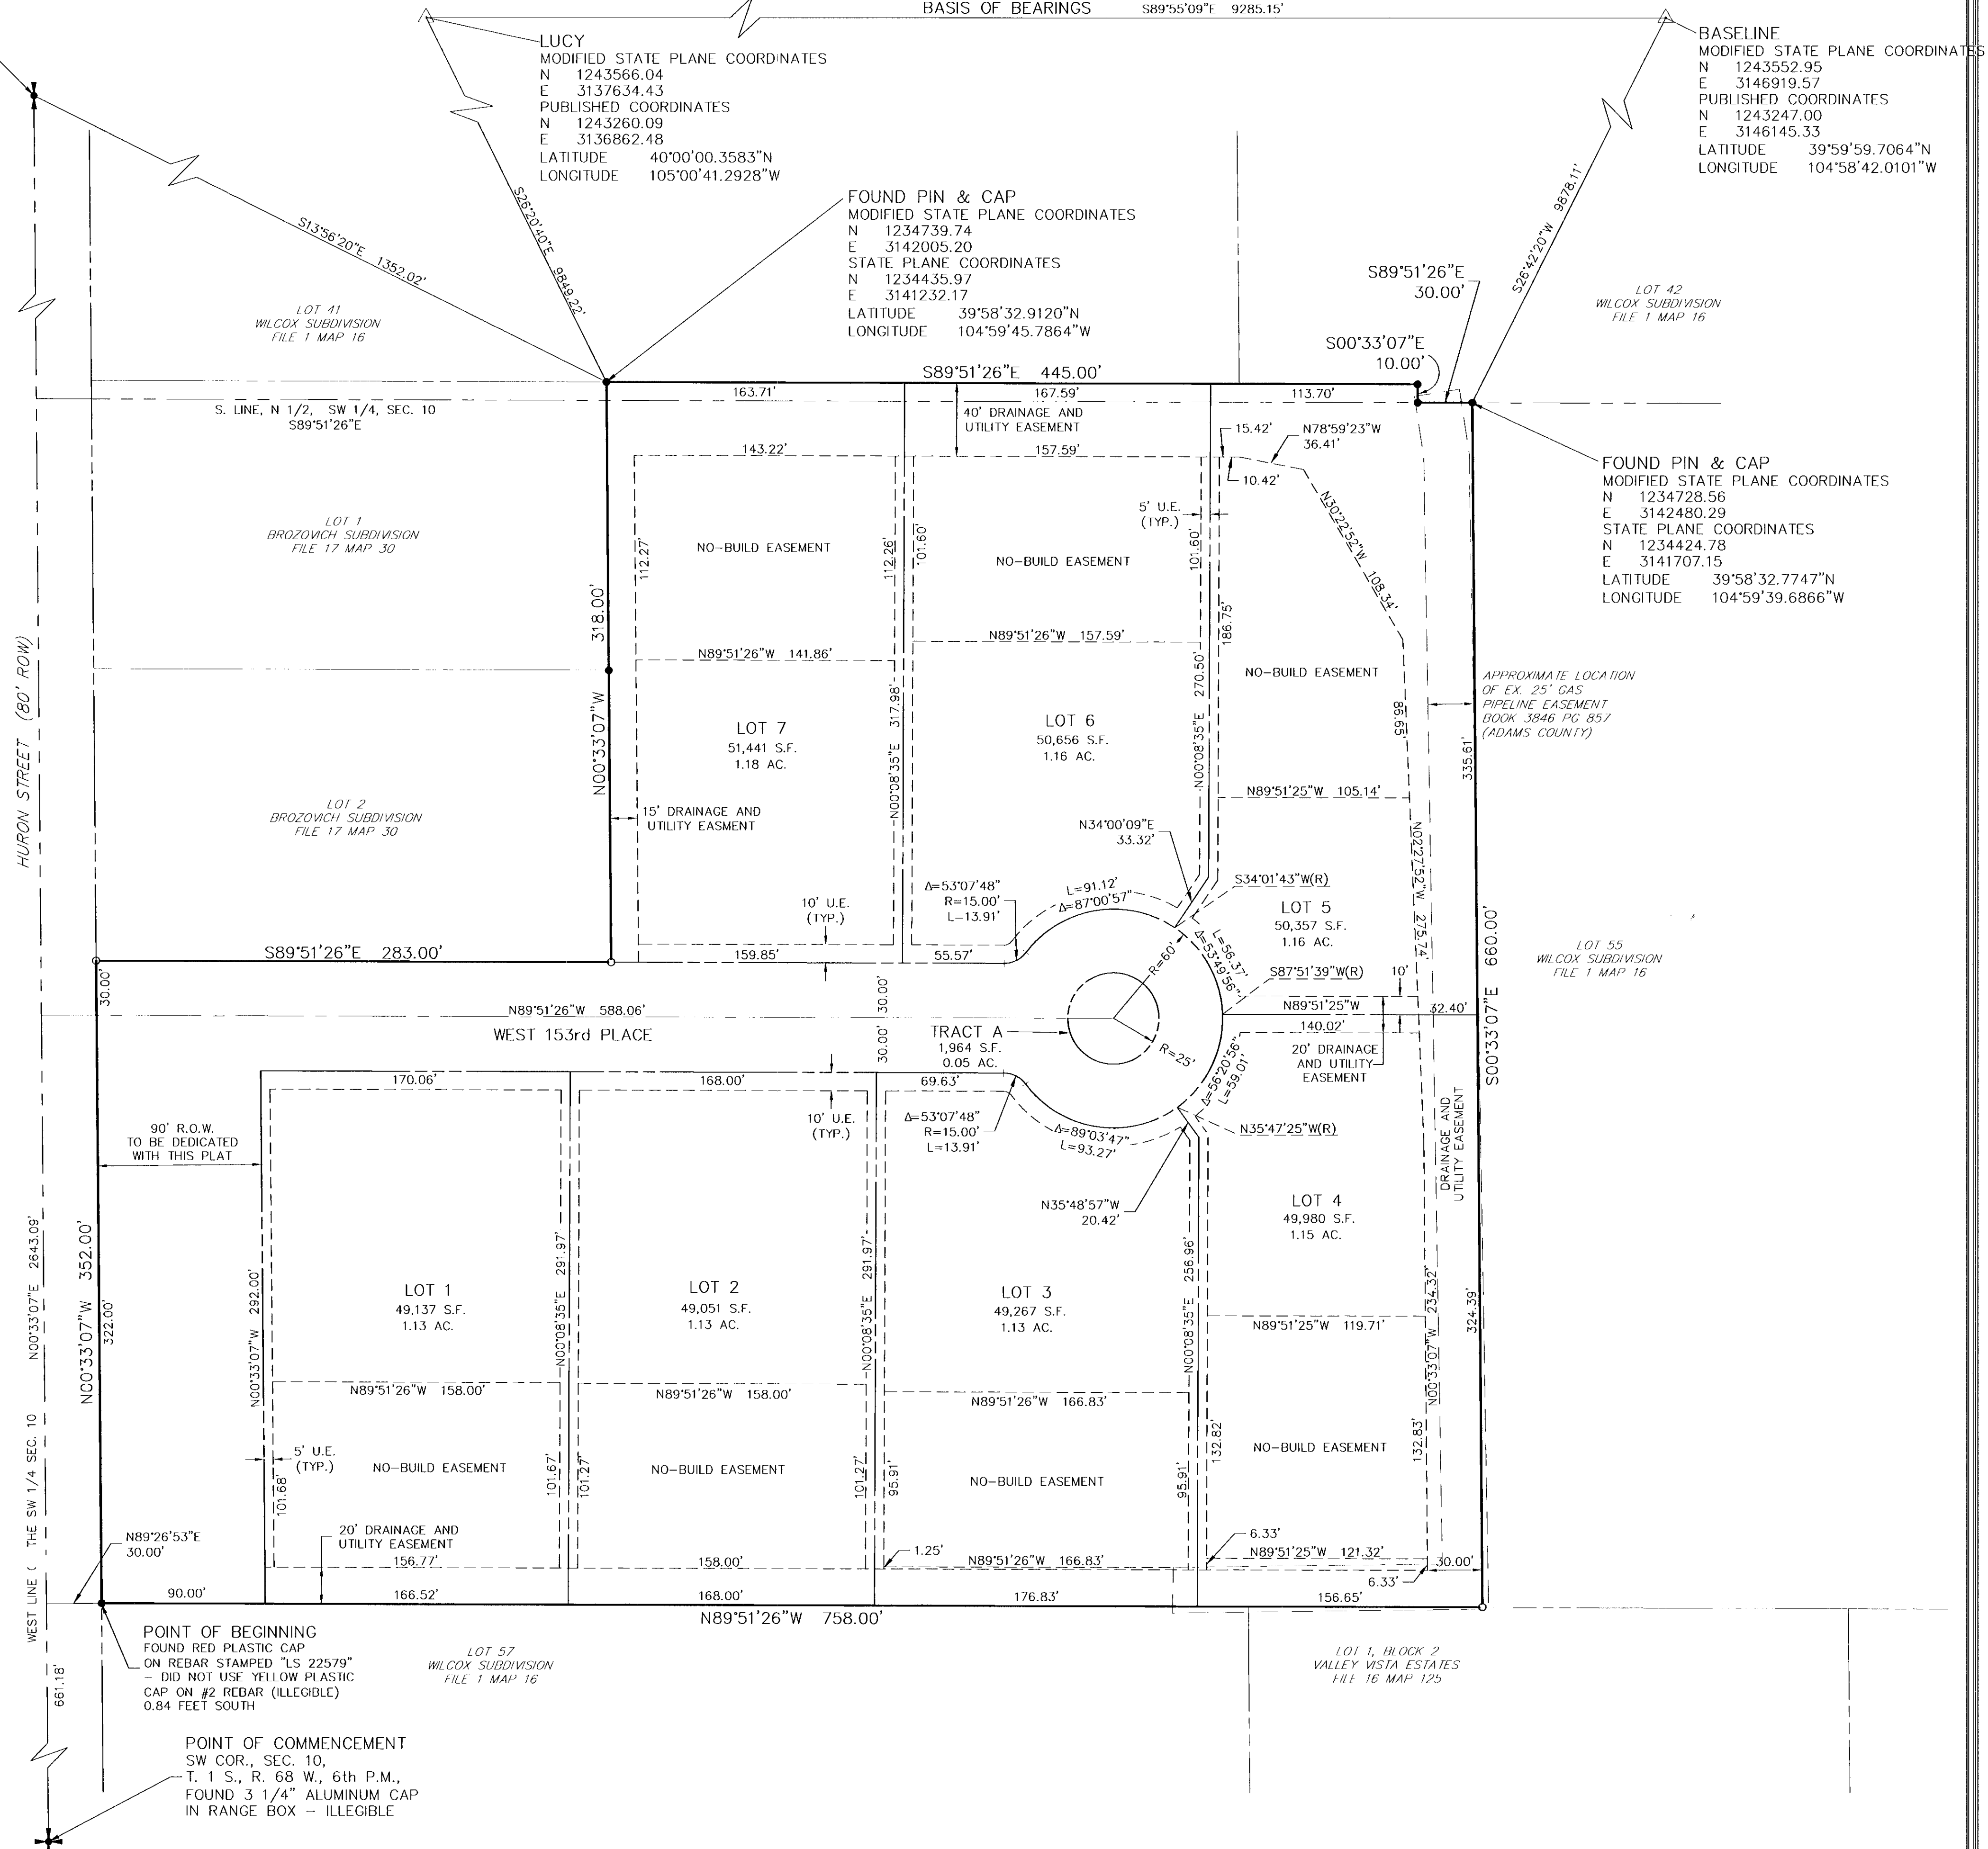 BASIS OF BEARINGS S89°55'09"E 9285.15'
LUCY
MODIFIED STATE PLANE COORDINATES
N 1243566.04
E 3137634.43
PUBLISHED COORDINATES
N 1243260.09
E 3136862.48
LATITUDE 40°00'00.3583"N
LONGITUDE 105°00'41.2928"W
BASELINE
MODIFIED STATE PLANE COORDINATES
N 1243552.95
E 3146919.57
PUBLISHED COORDINATES
N 1243247.00
E 3146145.33
LATITUDE 39°59'59.7064"N
LONGITUDE 104°58'42.0101"W
FOUND PIN & CAP
MODIFIED STATE PLANE COORDINATES
N 1234739.74
E 3142005.20
STATE PLANE COORDINATES
N 1234435.97
E 3141232.17
LATITUDE 39°58'32.9120"N
LONGITUDE 104°59'45.7864"W
S13°56'20"E 1352.02'
S26°20'40"E 9849.22'
S26°42'20"W 9878.11'
S89°51'26"E
30.00'
S00°33'07"E
10.00'
LOT 41
WILCOX SUBDIVISION
FILE 1 MAP 16
LOT 42
WILCOX SUBDIVISION
FILE 1 MAP 16
S89°51'26"E 445.00'
163.71'
167.59'
113.70'
S. LINE, N 1/2, SW 1/4, SEC. 10
S89°51'26"E
40' DRAINAGE AND
UTILITY EASEMENT
15.42'
N78°59'23"W
36.41'
10.42'
143.22'
157.59'
FOUND PIN & CAP
MODIFIED STATE PLANE COORDINATES
N 1234728.56
E 3142480.29
STATE PLANE COORDINATES
N 1234424.78
E 3141707.15
LATITUDE 39°58'32.7747"N
LONGITUDE 104°59'39.6866"W
LOT 1
BROZOVICH SUBDIVISION
FILE 17 MAP 30
5' U.E.
(TYP.)
N30°22'52"W 108.34'
NO-BUILD EASEMENT
NO-BUILD EASEMENT
112.27'
112.26'
101.60'
101.60'
186.75'
318.00'
N89°51'26"W 141.86'
N89°51'26"W 157.59'
NO-BUILD EASEMENT
APPROXIMATE LOCATION
OF EX. 25' GAS
PIPELINE EASEMENT
BOOK 3846 PG 857
(ADAMS COUNTY)
HURON STREET (80' ROW)
N00°33'07"W
LOT 7
51,441 S.F.
1.18 AC.
N00°08'35"E 317.98'
LOT 6
50,656 S.F.
1.16 AC.
N00°08'35"E 270.50'
86.65'
335.61'
LOT 2
BROZOVICH SUBDIVISION
FILE 17 MAP 30
15' DRAINAGE AND
UTILITY EASMENT
N89°51'25"W 105.14'
N34°00'09"E
33.32'
N02°27'52"W 275.74'
S34°01'43"W(R)
Δ=53°07'48"
R=15.00'
L=13.91'
L=91.12'
Δ=87°00'57"
10' U.E.
(TYP.)
LOT 5
50,357 S.F.
1.16 AC.
L=56.37'
Δ=53°49'56"
LOT 55
WILCOX SUBDIVISION
FILE 1 MAP 16
S89°51'26"E 283.00'
159.85'
55.57'
R=60'
S87°51'39"W(R)
10'
30.00'
30.00'
N89°51'26"W 588.06'
N89°51'25"W
32.40'
140.02'
WEST 153rd PLACE
30.00'
TRACT A
1,964 S.F.
0.05 AC.
R=25'
20' DRAINAGE
AND UTILITY
EASEMENT
S00°33'07"E 660.00'
170.06'
168.00'
69.63'
Δ=56°20'56"
L=59.01'
90' R.O.W.
TO BE DEDICATED
WITH THIS PLAT
10' U.E.
(TYP.)
Δ=53°07'48"
R=15.00'
L=13.91'
Δ=89°03'47"
L=93.27'
N35°47'25"W(R)
DRAINAGE AND
UTILITY EASEMENT
N35°48'57"W
20.42'
LOT 4
49,980 S.F.
1.15 AC.
N00°33'07"W 352.00'
322.00'
N00°33'07"W 292.00'
LOT 1
49,137 S.F.
1.13 AC.
N00°08'35"E 291.97'
LOT 2
49,051 S.F.
1.13 AC.
N00°08'35"E 291.97'
LOT 3
49,267 S.F.
1.13 AC.
N00°08'35"E 256.96'
N89°51'25"W 119.71'
N00°33'07"W 234.32'
324.39'
N89°51'26"W 158.00'
N89°51'26"W 158.00'
N89°51'26"W 166.83'
5' U.E.
(TYP.)
NO-BUILD EASEMENT
NO-BUILD EASEMENT
NO-BUILD EASEMENT
NO-BUILD EASEMENT
101.68'
101.67'
101.27'
101.27'
95.91'
95.91'
132.82'
132.83'
N89°26'53"E
30.00'
20' DRAINAGE AND
UTILITY EASEMENT
156.77'
158.00'
1.25'
N89°51'26"W 166.83'
6.33'
N89°51'25"W 121.32'
30.00'
6.33'
90.00'
166.52'
168.00'
176.83'
156.65'
N89°51'26"W 758.00'
WEST LINE THE SW 1/4 SEC. 10 N00°33'07"E 2643.09'
661.18'
POINT OF BEGINNING
FOUND RED PLASTIC CAP
ON REBAR STAMPED "LS 22579"
- DID NOT USE YELLOW PLASTIC
CAP ON #2 REBAR (ILLEGIBLE)
0.84 FEET SOUTH
LOT 57
WILCOX SUBDIVISION
FILE 1 MAP 16
LOT 1, BLOCK 2
VALLEY VISTA ESTATES
FILE 16 MAP 125
POINT OF COMMENCEMENT
SW COR., SEC. 10,
T. 1 S., R. 68 W., 6th P.M.,
FOUND 3 1/4" ALUMINUM CAP
IN RANGE BOX - ILLEGIBLE